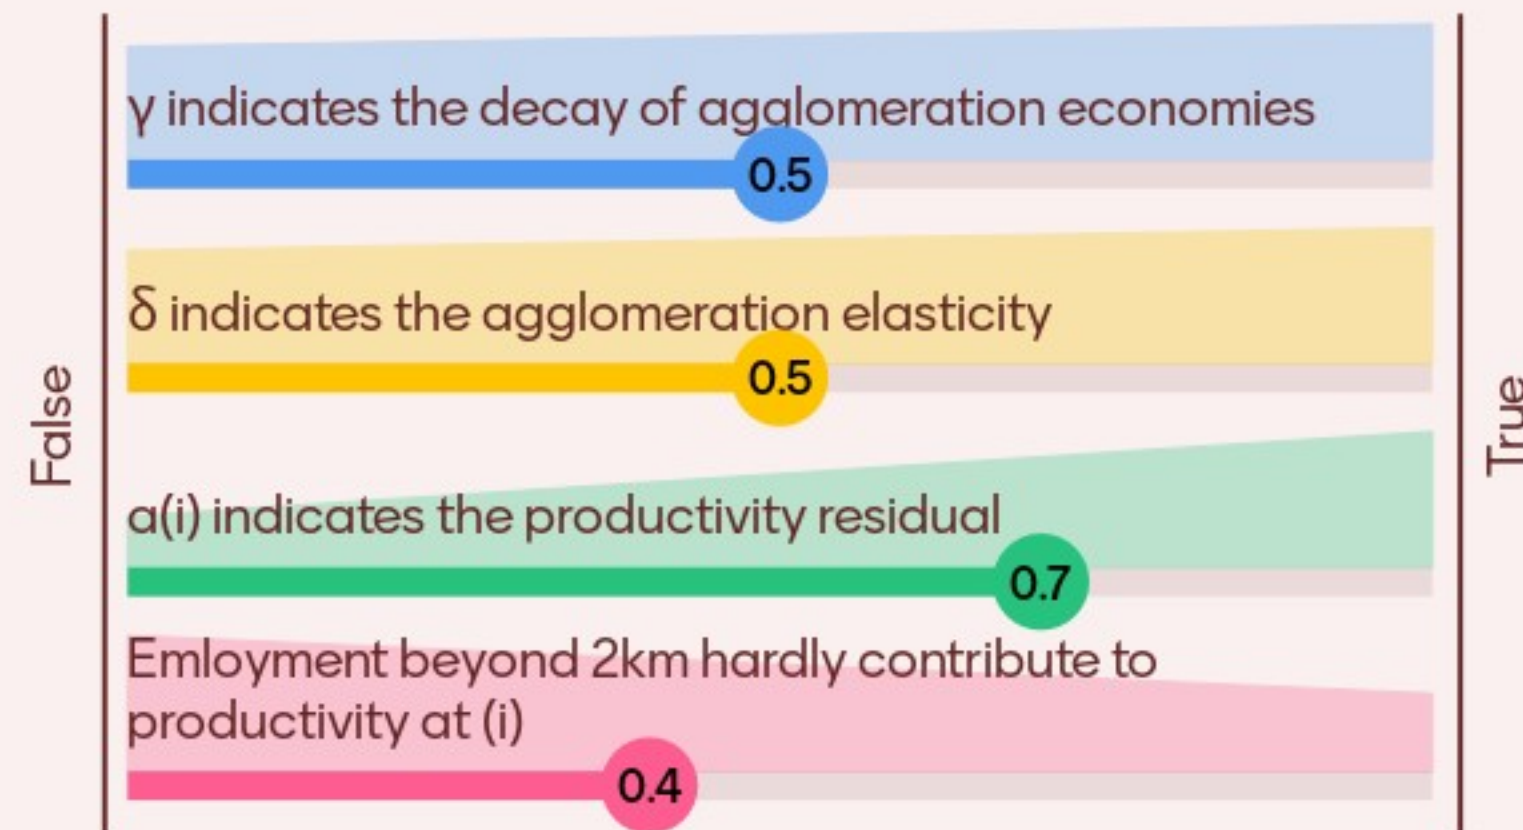 γ indicates the decay of agglomeration economies
0.5
δ indicates the agglomeration elasticity
0.5
False
True
a(i) indicates the productivity residual
0.7
Emloyment beyond 2km hardly contribute to
productivity at (i)
0.4